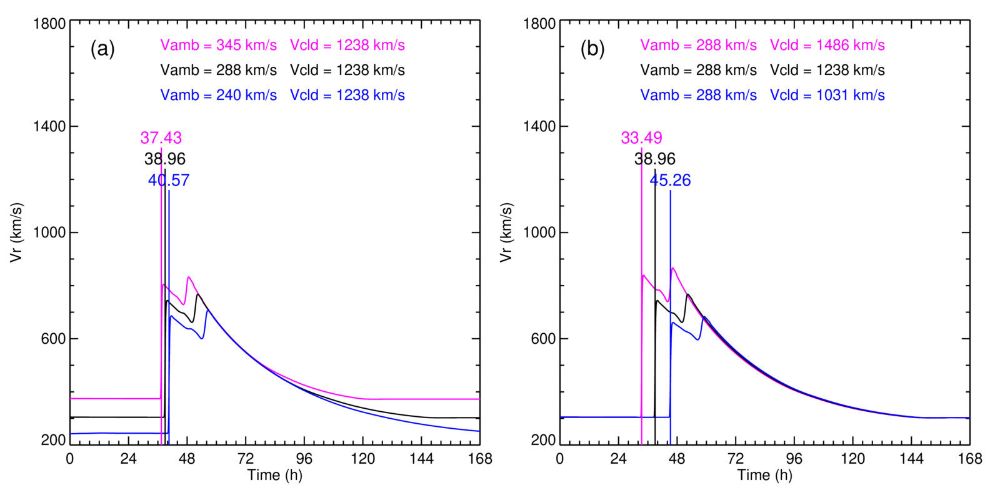 (a)
Vamb = 345 km/s Vcld = 1238 km/s
Vamb = 288 km/s Vcld = 1238 km/s
Vamb = 240 km/s Vcld = 1238 km/s
37.43
38.96
40.57
1800
1400
1000
600
200
Vr (km/s)
0 24 48 72 96 120 144 168
Time (h)
(b)
Vamb = 288 km/s Vcld = 1486 km/s
Vamb = 288 km/s Vcld = 1238 km/s
Vamb = 288 km/s Vcld = 1031 km/s
33.49
38.96
45.26
1800
1400
1000
600
200
Vr (km/s)
0 24 48 72 96 120 144 168
Time (h)